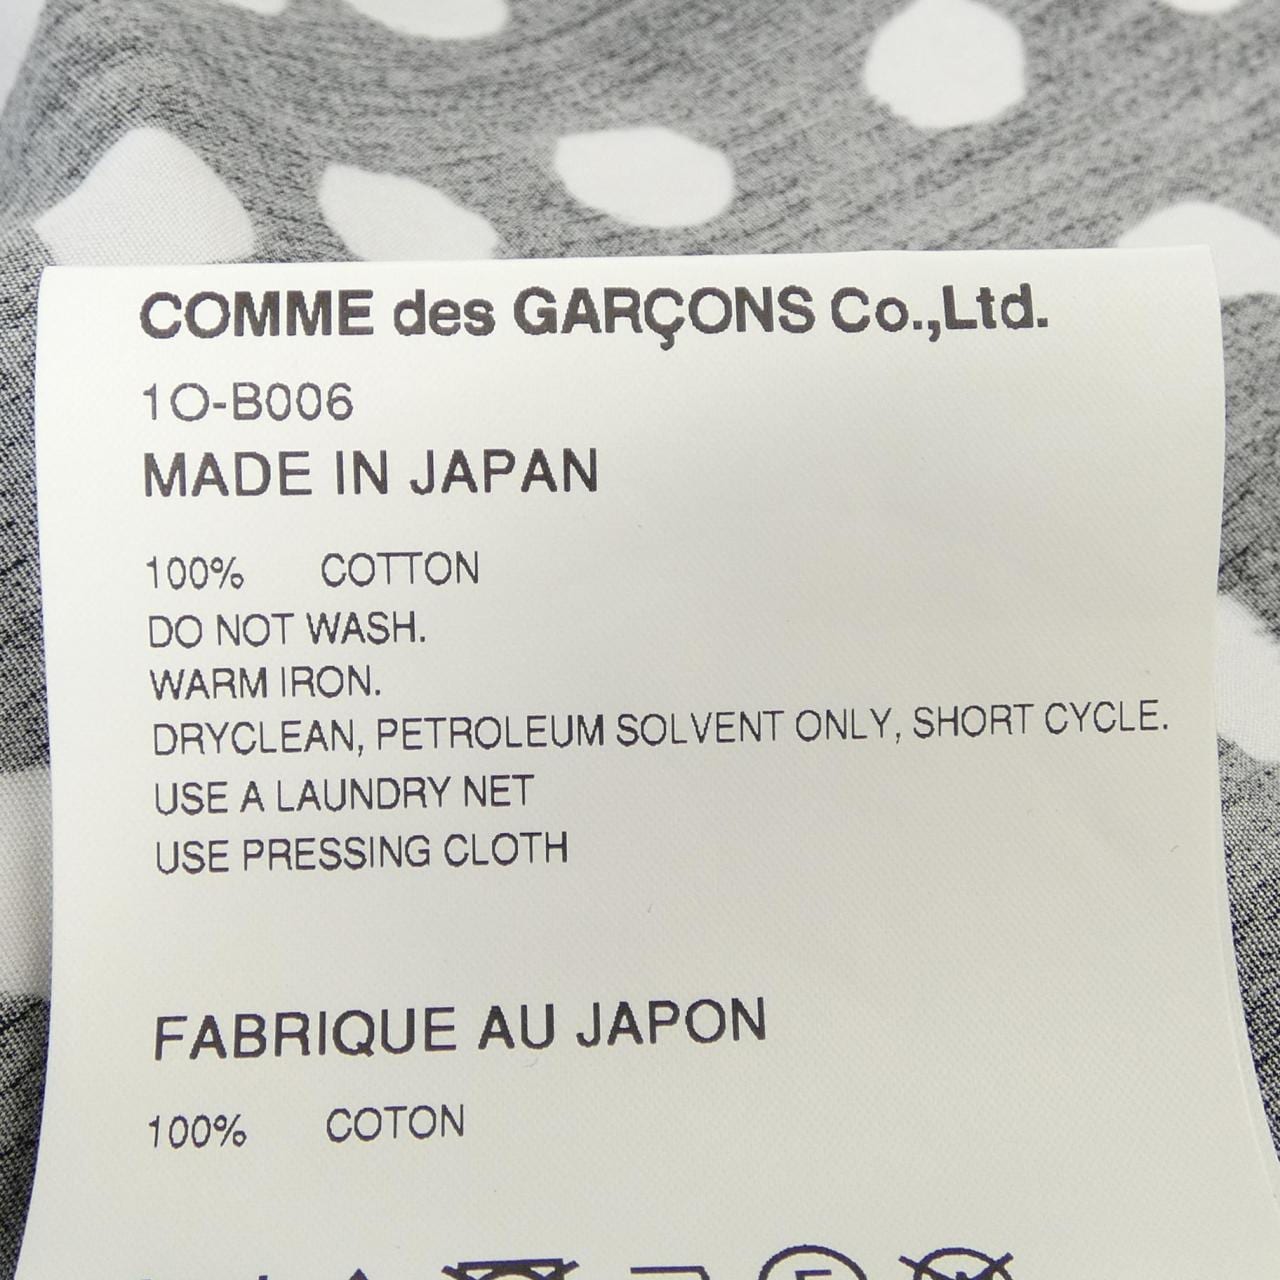 COMME des GARÇONS Co.,Ltd.
1O-B006
MADE IN JAPAN
100% COTTON
DO NOT WASH.
WARM IRON.
DRYCLEAN, PETROLEUM SOLVENT ONLY, SHORT CYCLE.
USE A LAUNDRY NET
USE PRESSING CLOTH
FABRIQUE AU JAPON
100% COTON